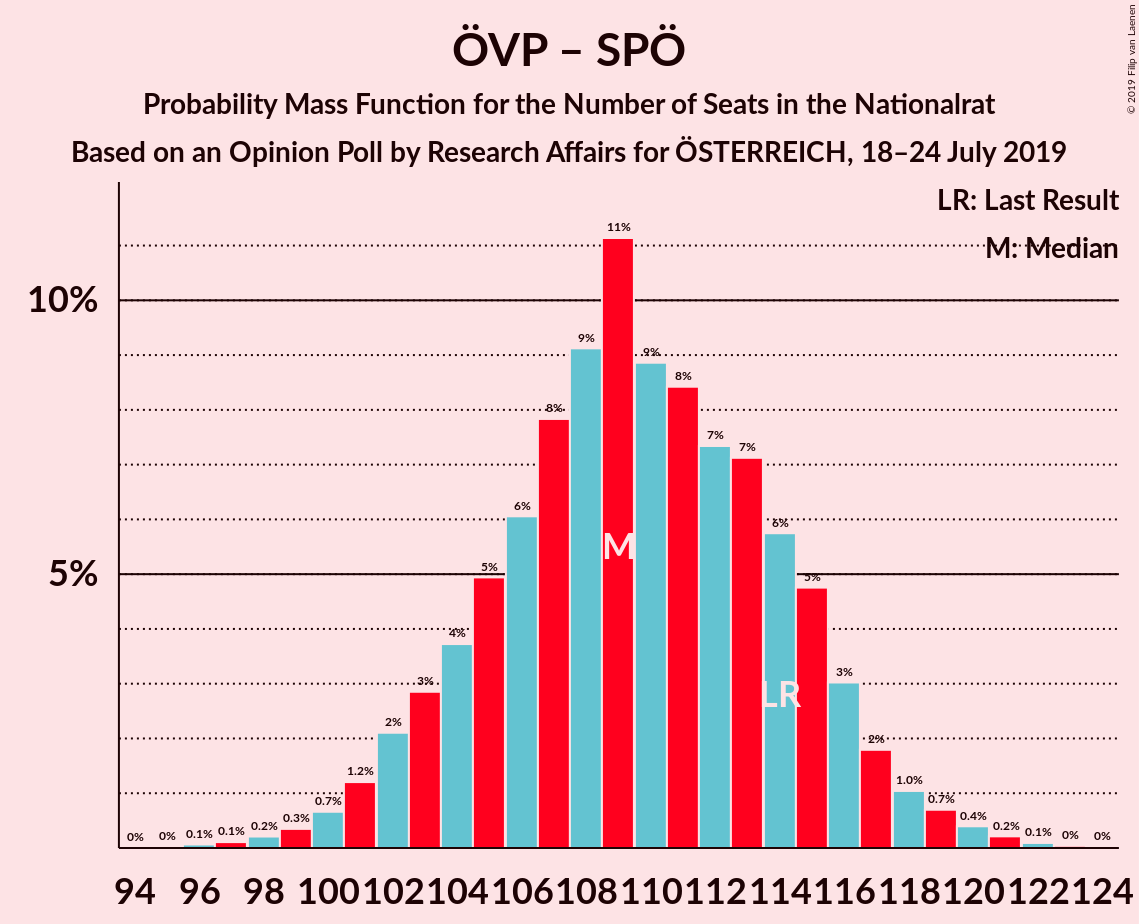 © 2019 Filip van Laenen
ÖVP – SPÖ
Probability Mass Function for the Number of Seats in the Nationalrat
Based on an Opinion Poll by Research Affairs for ÖSTERREICH, 18–24 July 2019
LR: Last Result
M: Median
10%
5%
0% 0% 0.1% 0.1% 0.2% 0.3% 0.7% 1.2% 2% 3% 4% 5% 6% 8% 9% 11% 9% 8% 7% 7% 6% 5% 3% 2% 1.0% 0.7% 0.4% 0.2% 0.1% 0% 0%
M
LR
94 96 98 100 102 104 106 108 110 112 114 116 118 120 122 124